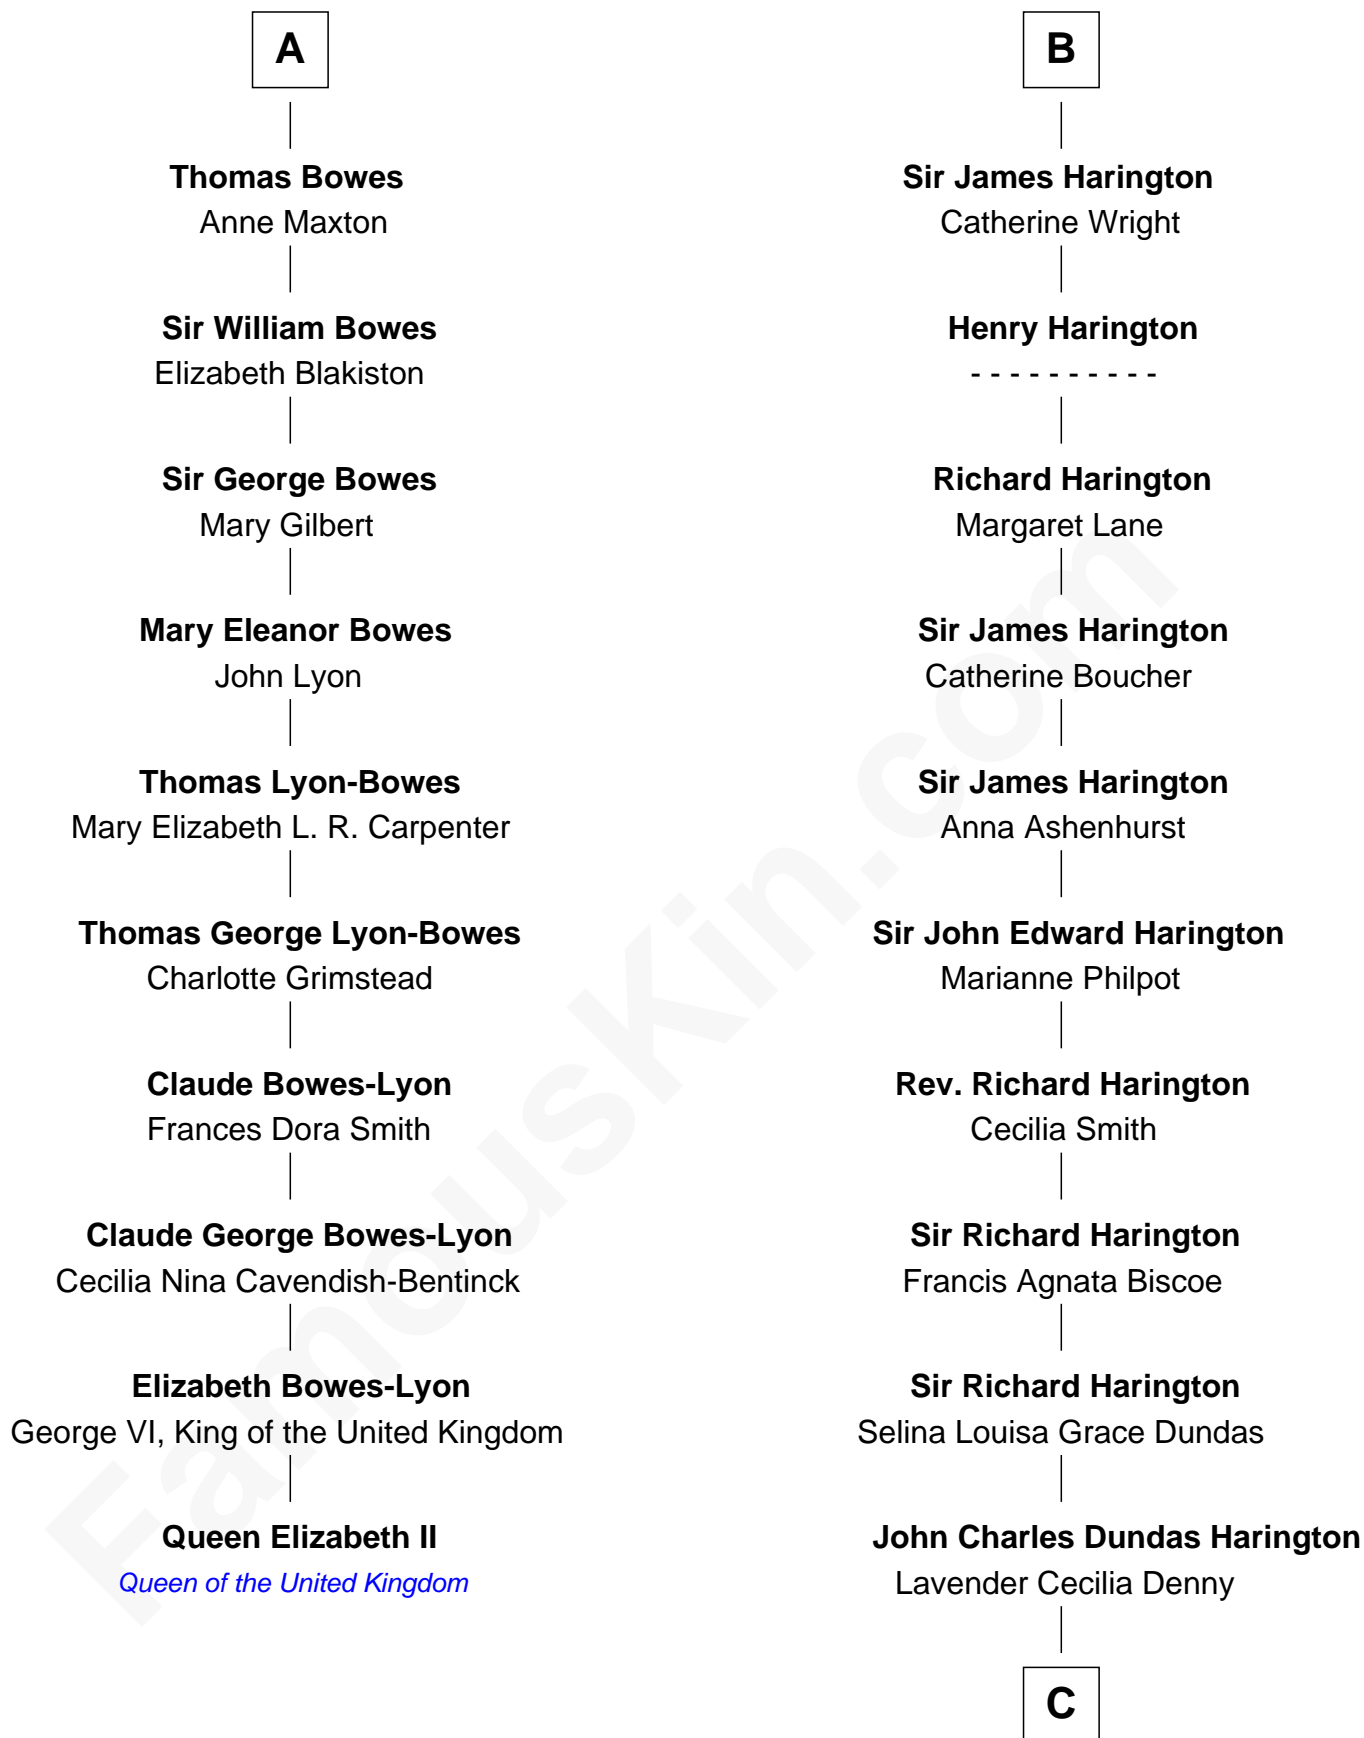 A
Thomas Bowes
Anne Maxton
Sir William Bowes
Elizabeth Blakiston
Sir George Bowes
Mary Gilbert
Mary Eleanor Bowes
John Lyon
Thomas Lyon-Bowes
Mary Elizabeth L. R. Carpenter
Thomas George Lyon-Bowes
Charlotte Grimstead
Claude Bowes-Lyon
Frances Dora Smith
Claude George Bowes-Lyon
Cecilia Nina Cavendish-Bentinck
Elizabeth Bowes-Lyon
George VI, King of the United Kingdom
Queen Elizabeth II
Queen of the United Kingdom
B
Sir James Harington
Catherine Wright
Henry Harington
- - - - - - - - - -
Richard Harington
Margaret Lane
Sir James Harington
Catherine Boucher
Sir James Harington
Anna Ashenhurst
Sir John Edward Harington
Marianne Philpot
Rev. Richard Harington
Cecilia Smith
Sir Richard Harington
Francis Agnata Biscoe
Sir Richard Harington
Selina Louisa Grace Dundas
John Charles Dundas Harington
Lavender Cecilia Denny
C
FamousKin.com